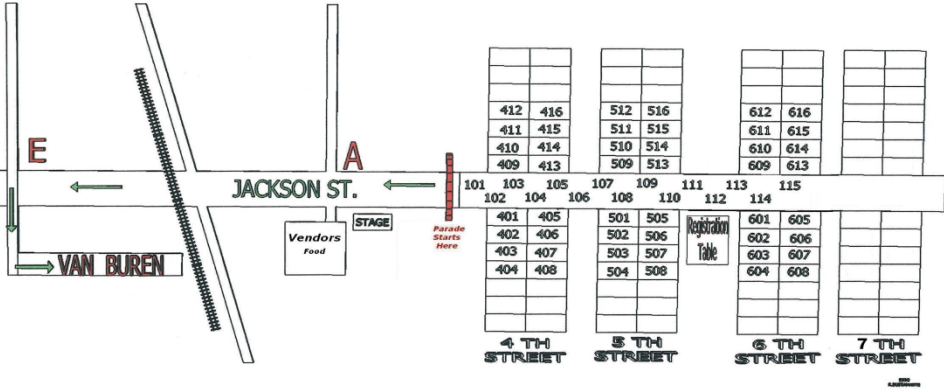 412 416 512 516 612 616
411 415 511 515 611 615
E A 410 414 510 514 610 614
409 413 509 513 609 613
JACKSON ST. 101 103 105 107 109 111 113 115
102 104 106 108 110 112 114
STAGE 401 405 501 505 Registration 601 605
Vendors Parade 402 406 502 506 Table 602 606
Food Starts 403 407 503 507 603 607
VAN BUREN Here 404 408 504 508 604 608
4 TH 5 TH 6 TH 7 TH
STREET STREET STREET STREET